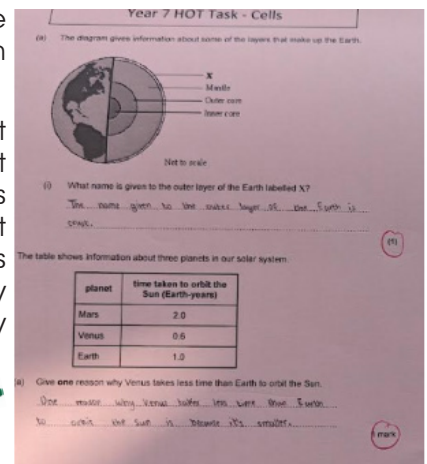 Year 7 HOT Task - Cells
(a) The diagram gives information about some of the layers that make up the Earth.
X
Mantle
Outer core
Inner core
Not to scale
(i) What name is given to the outer layer of the Earth labelled X?
The name given to the outer layer of the Earth is
crust.
(1)
The table shows information about three planets in our solar system.
planet time taken to orbit the
Sun (Earth-years)
Mars 2.0
Venus 0.6
Earth 1.0
a) Give one reason why Venus takes less time than Earth to orbit the Sun.
One reason why Venus takes less time than Earth
to orbit the Sun is because it's smaller.
1 mark